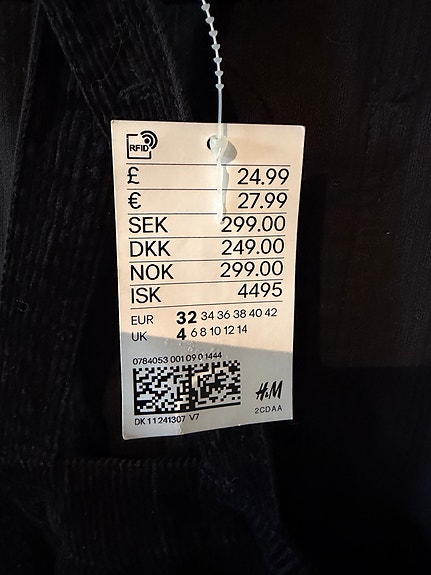 RFID
£ 24.99
€ 27.99
SEK 299.00
DKK 249.00
NOK 299.00
ISK 4495
EUR 32 34 36 38 40 42
UK 4 6 8 10 12 14
0784053 001 09 0 1444
H&M
2CDAA
DK 11 241307 V7